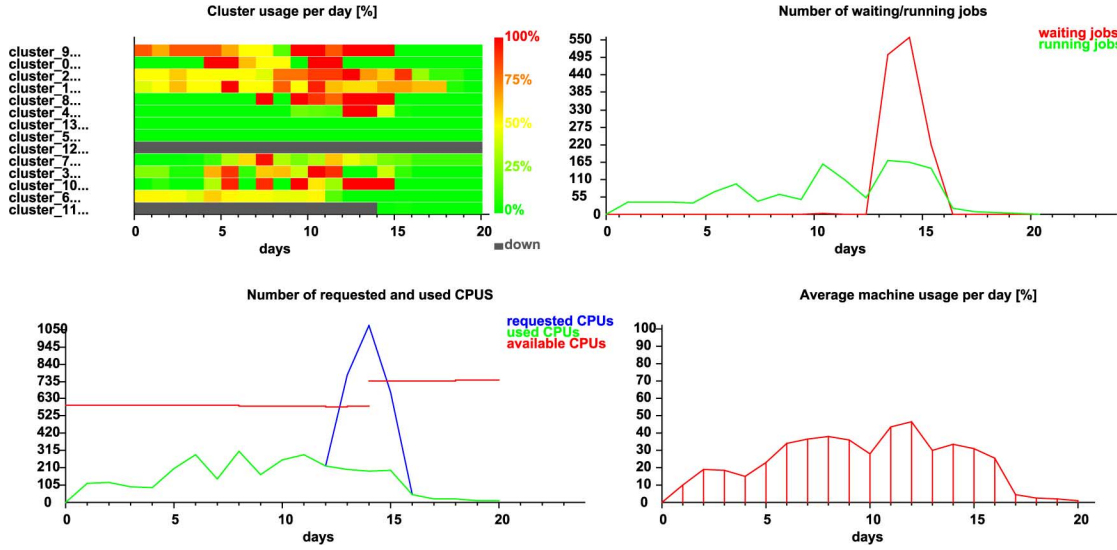 Cluster usage per day [%]
cluster_9...
cluster_0...
cluster_2...
cluster_1...
cluster_8...
cluster_4...
cluster_13...
cluster_5...
cluster_12...
cluster_7...
cluster_3...
cluster_10...
cluster_6...
cluster_11...
100%
75%
50%
25%
0%
down
0 5 10 15 20
days
Number of waiting/running jobs
waiting jobs
running jobs
550
495
440
385
330
275
220
165
110
55
0
0 5 10 15 20
days
Number of requested and used CPUS
requested CPUs
used CPUs
available CPUs
1050
945
840
735
630
525
420
315
210
105
0
0 5 10 15 20
days
Average machine usage per day [%]
100
90
80
70
60
50
40
30
20
10
0
0 5 10 15 20
days